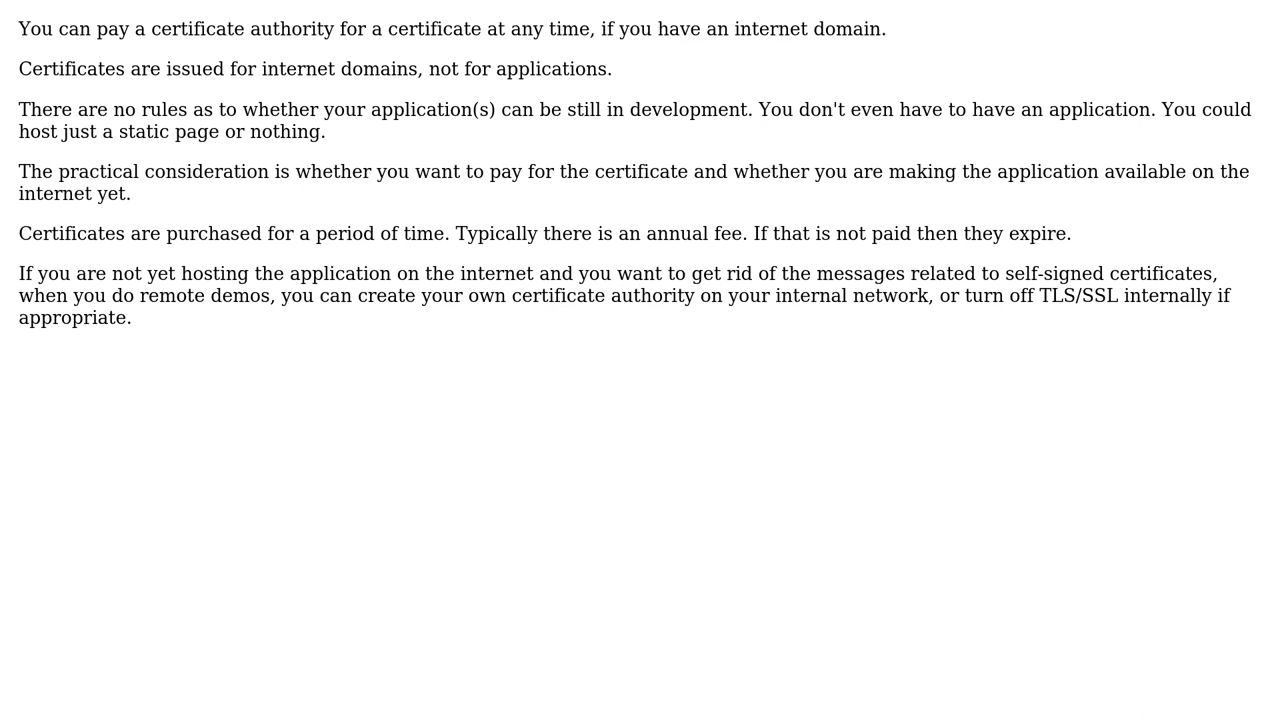 You can pay a certificate authority for a certificate at any time, if you have an internet domain.
Certificates are issued for internet domains, not for applications.
There are no rules as to whether your application(s) can be still in development. You don't even have to have an application. You could
host just a static page or nothing.
The practical consideration is whether you want to pay for the certificate and whether you are making the application available on the
internet yet.
Certificates are purchased for a period of time. Typically there is an annual fee. If that is not paid then they expire.
If you are not yet hosting the application on the internet and you want to get rid of the messages related to self-signed certificates,
when you do remote demos, you can create your own certificate authority on your internal network, or turn off TLS/SSL internally if
appropriate.